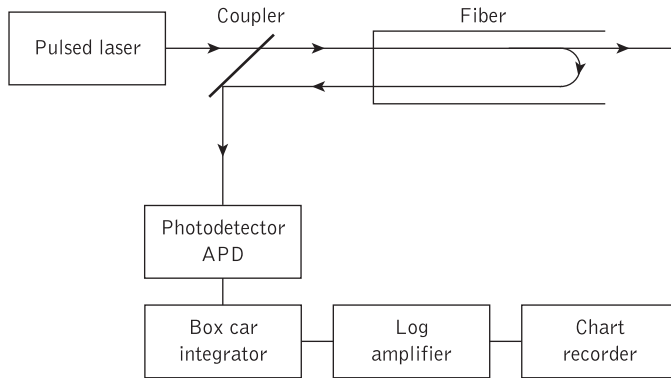 Coupler
Fiber
Pulsed laser
Photodetector
APD
Box car
integrator
Log
amplifier
Chart
recorder